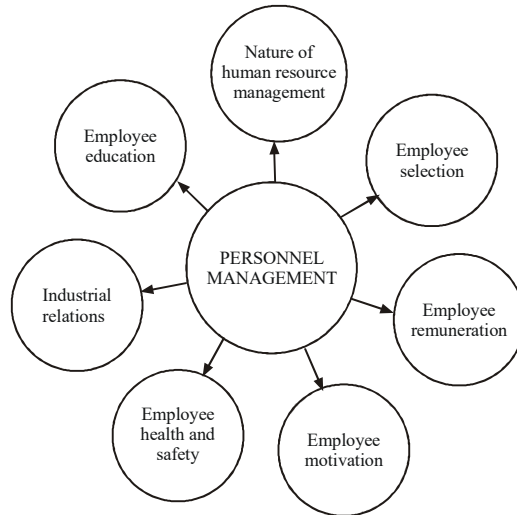 Nature of
human resource
management
Employee
selection
Employee
remuneration
Employee
motivation
Employee
health and
safety
Industrial
relations
Employee
education
PERSONNEL
MANAGEMENT